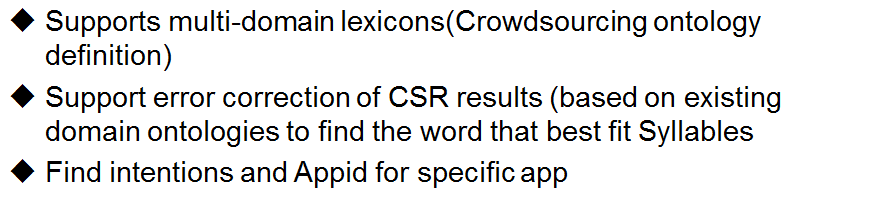 ◆ Supports multi-domain lexicons(Crowdsourcing ontology
definition)
◆ Support error correction of CSR results (based on existing
domain ontologies to find the word that best fit Syllables
◆ Find intentions and Appid for specific app